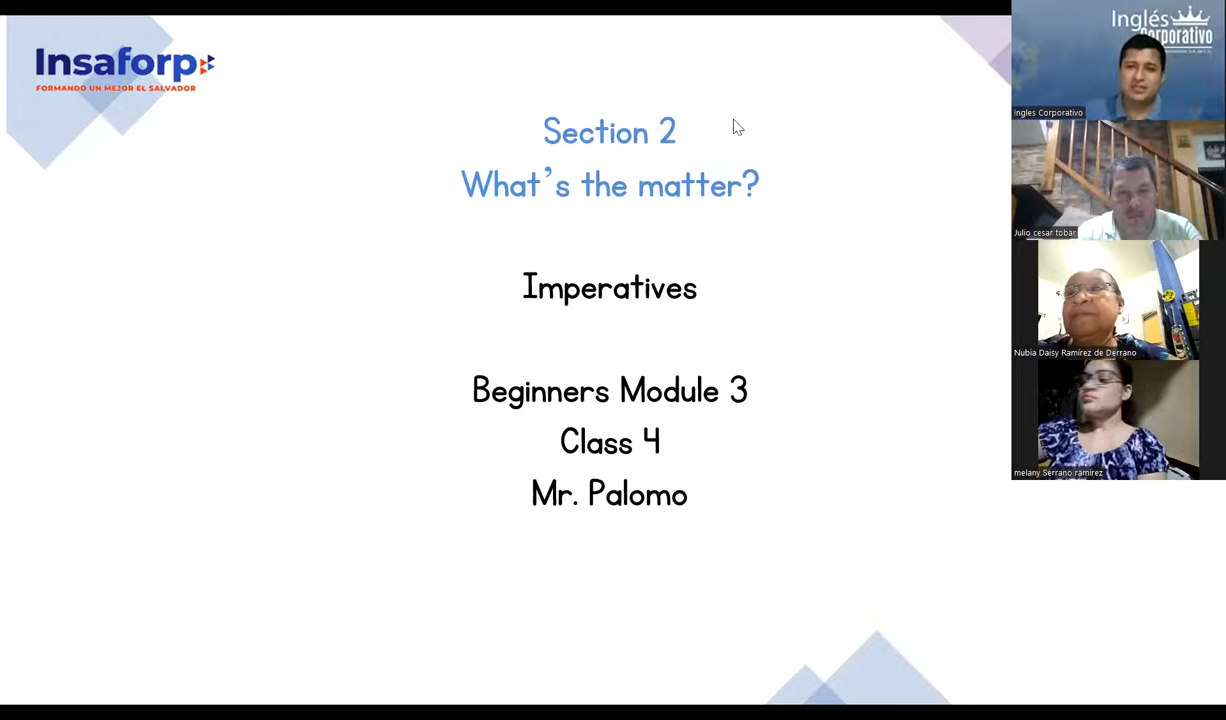 Insaforp
FORMANDO UN MEJOR EL SALVADOR
Section 2
What's the matter?
Imperatives
Beginners Module 3
Class 4
Mr. Palomo
Inglés
Corporativo
Ingles Corporativo
Julio cesar tobar
Nubia Daisy Ramírez de Derrano
melany Serrano ramirez